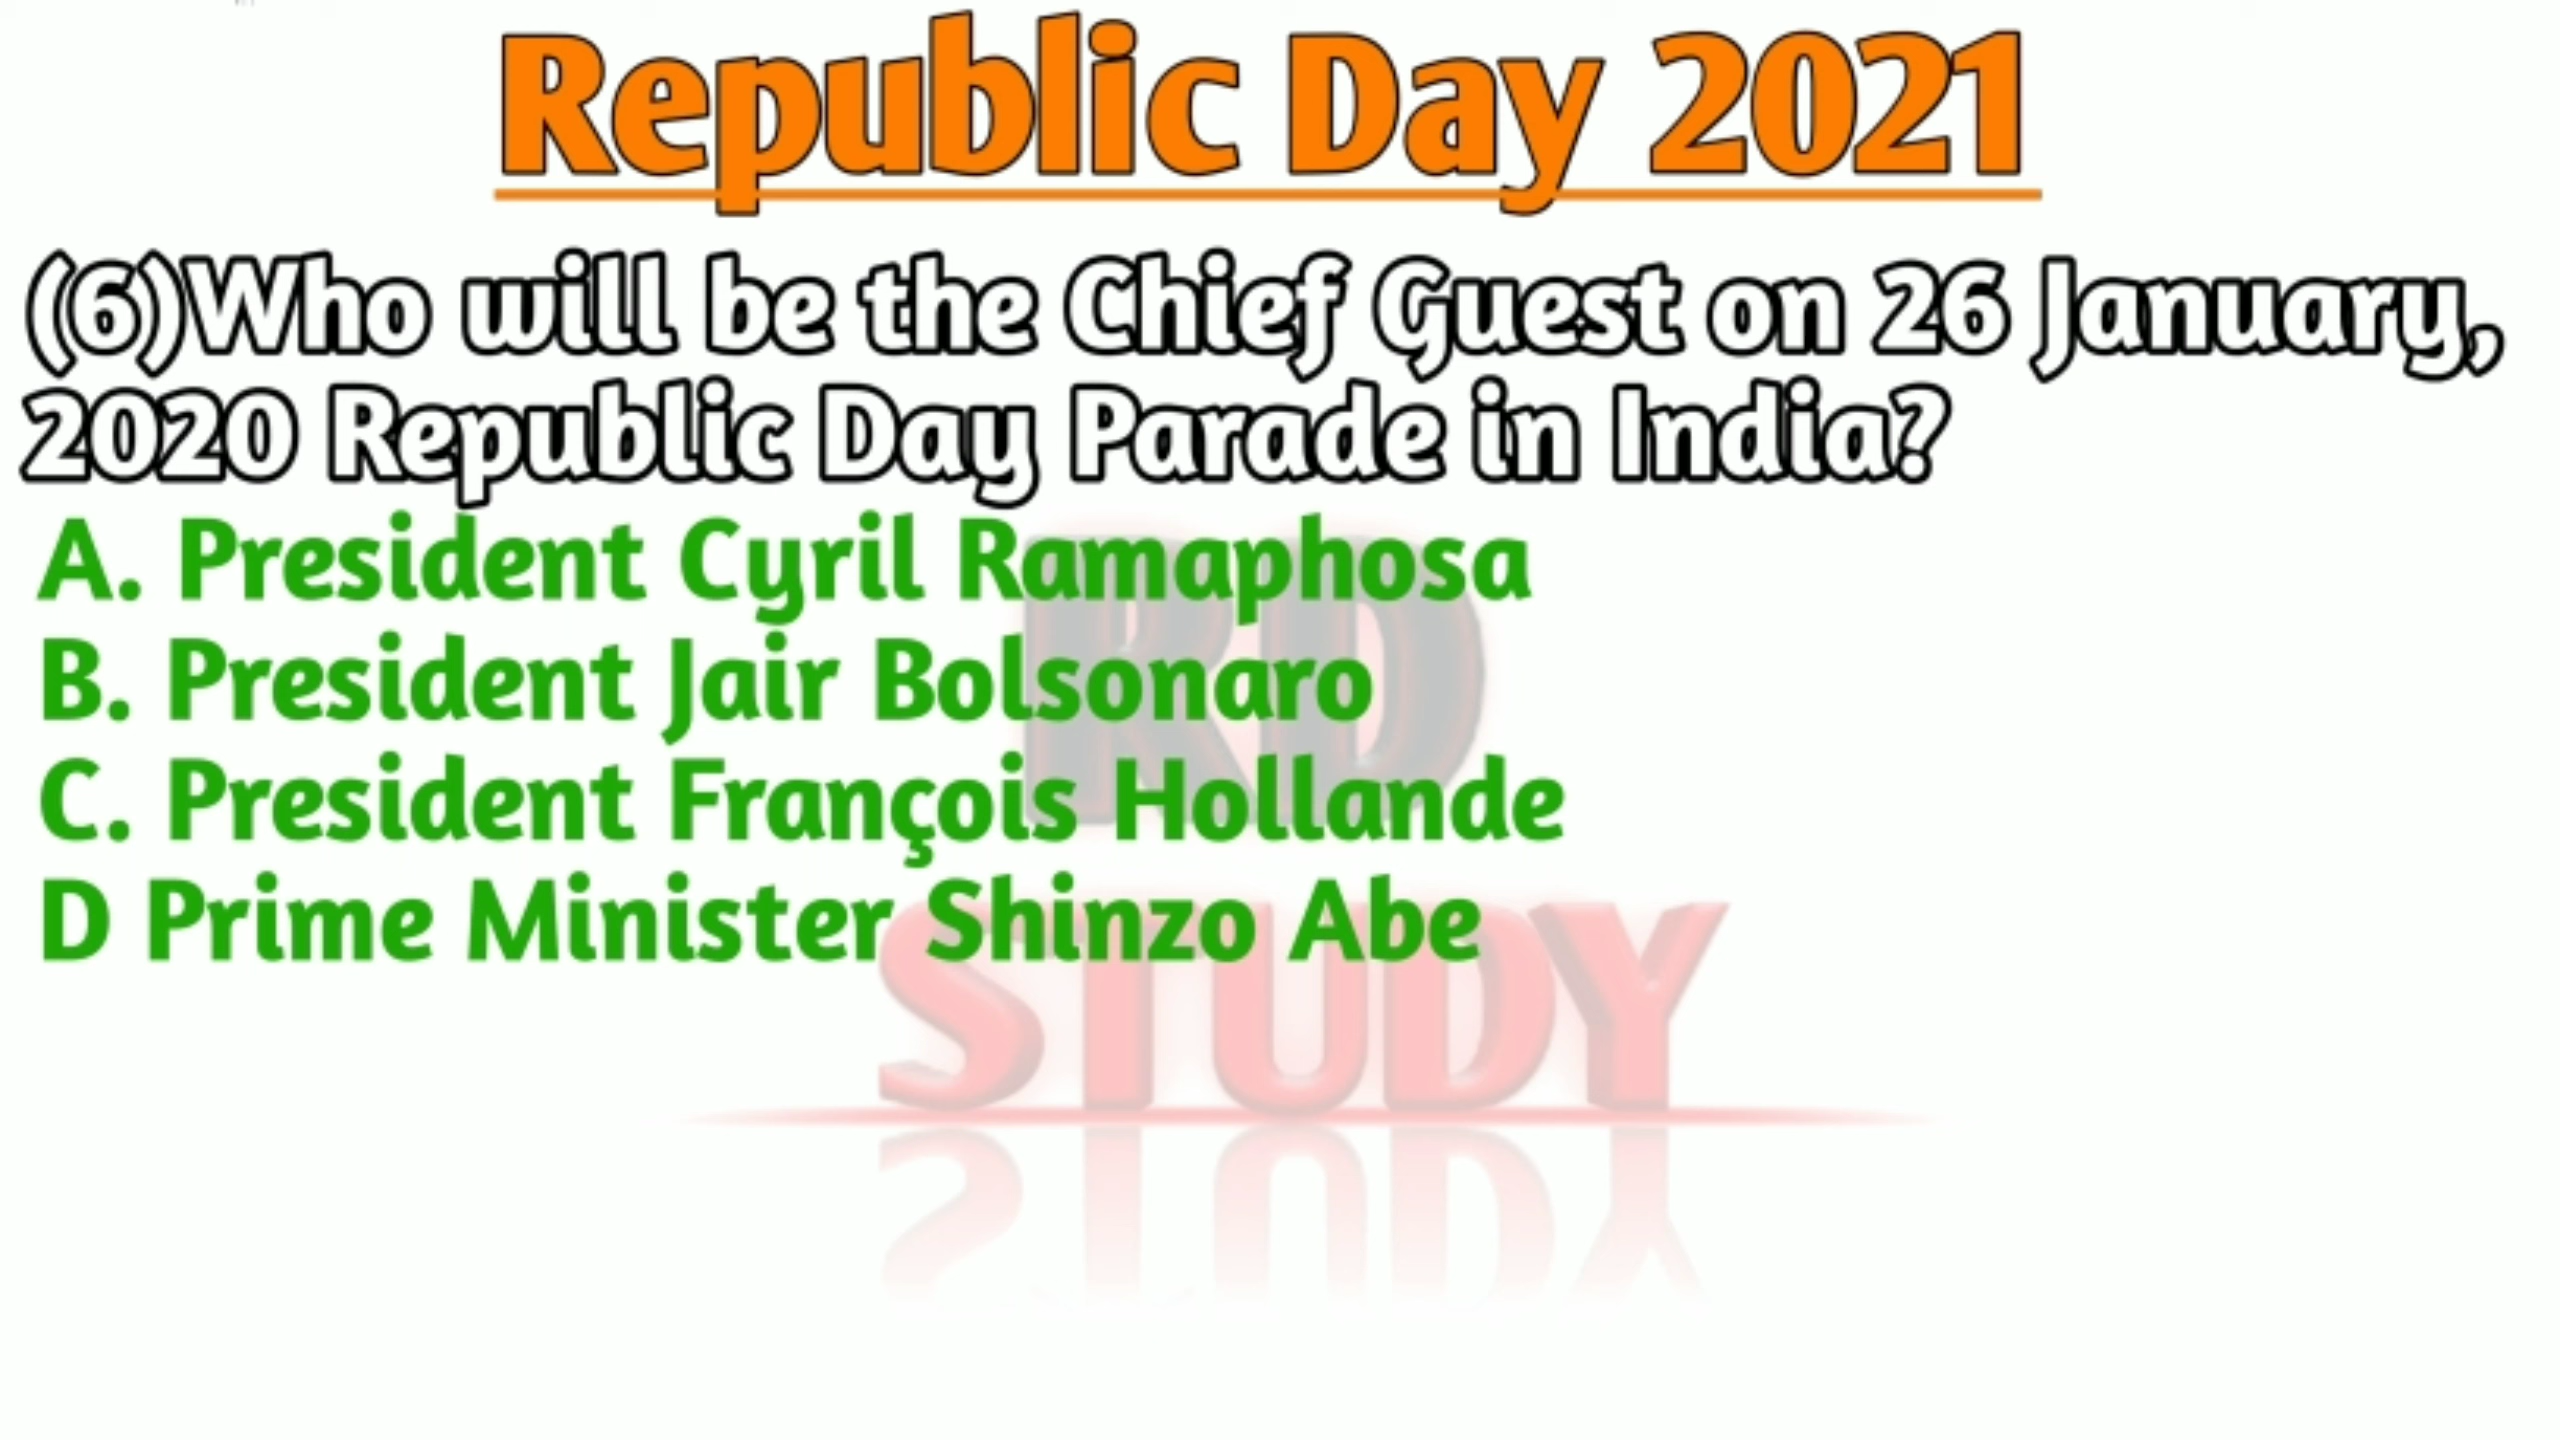 Republic Day 2021
(6)Who will be the Chief Guest on 26 January,
2020 Republic Day Parade in India?
A. President Cyril Ramaphosa
B. President Jair Bolsonaro
C. President François Hollande
D Prime Minister Shinzo Abe
RD
STUDY